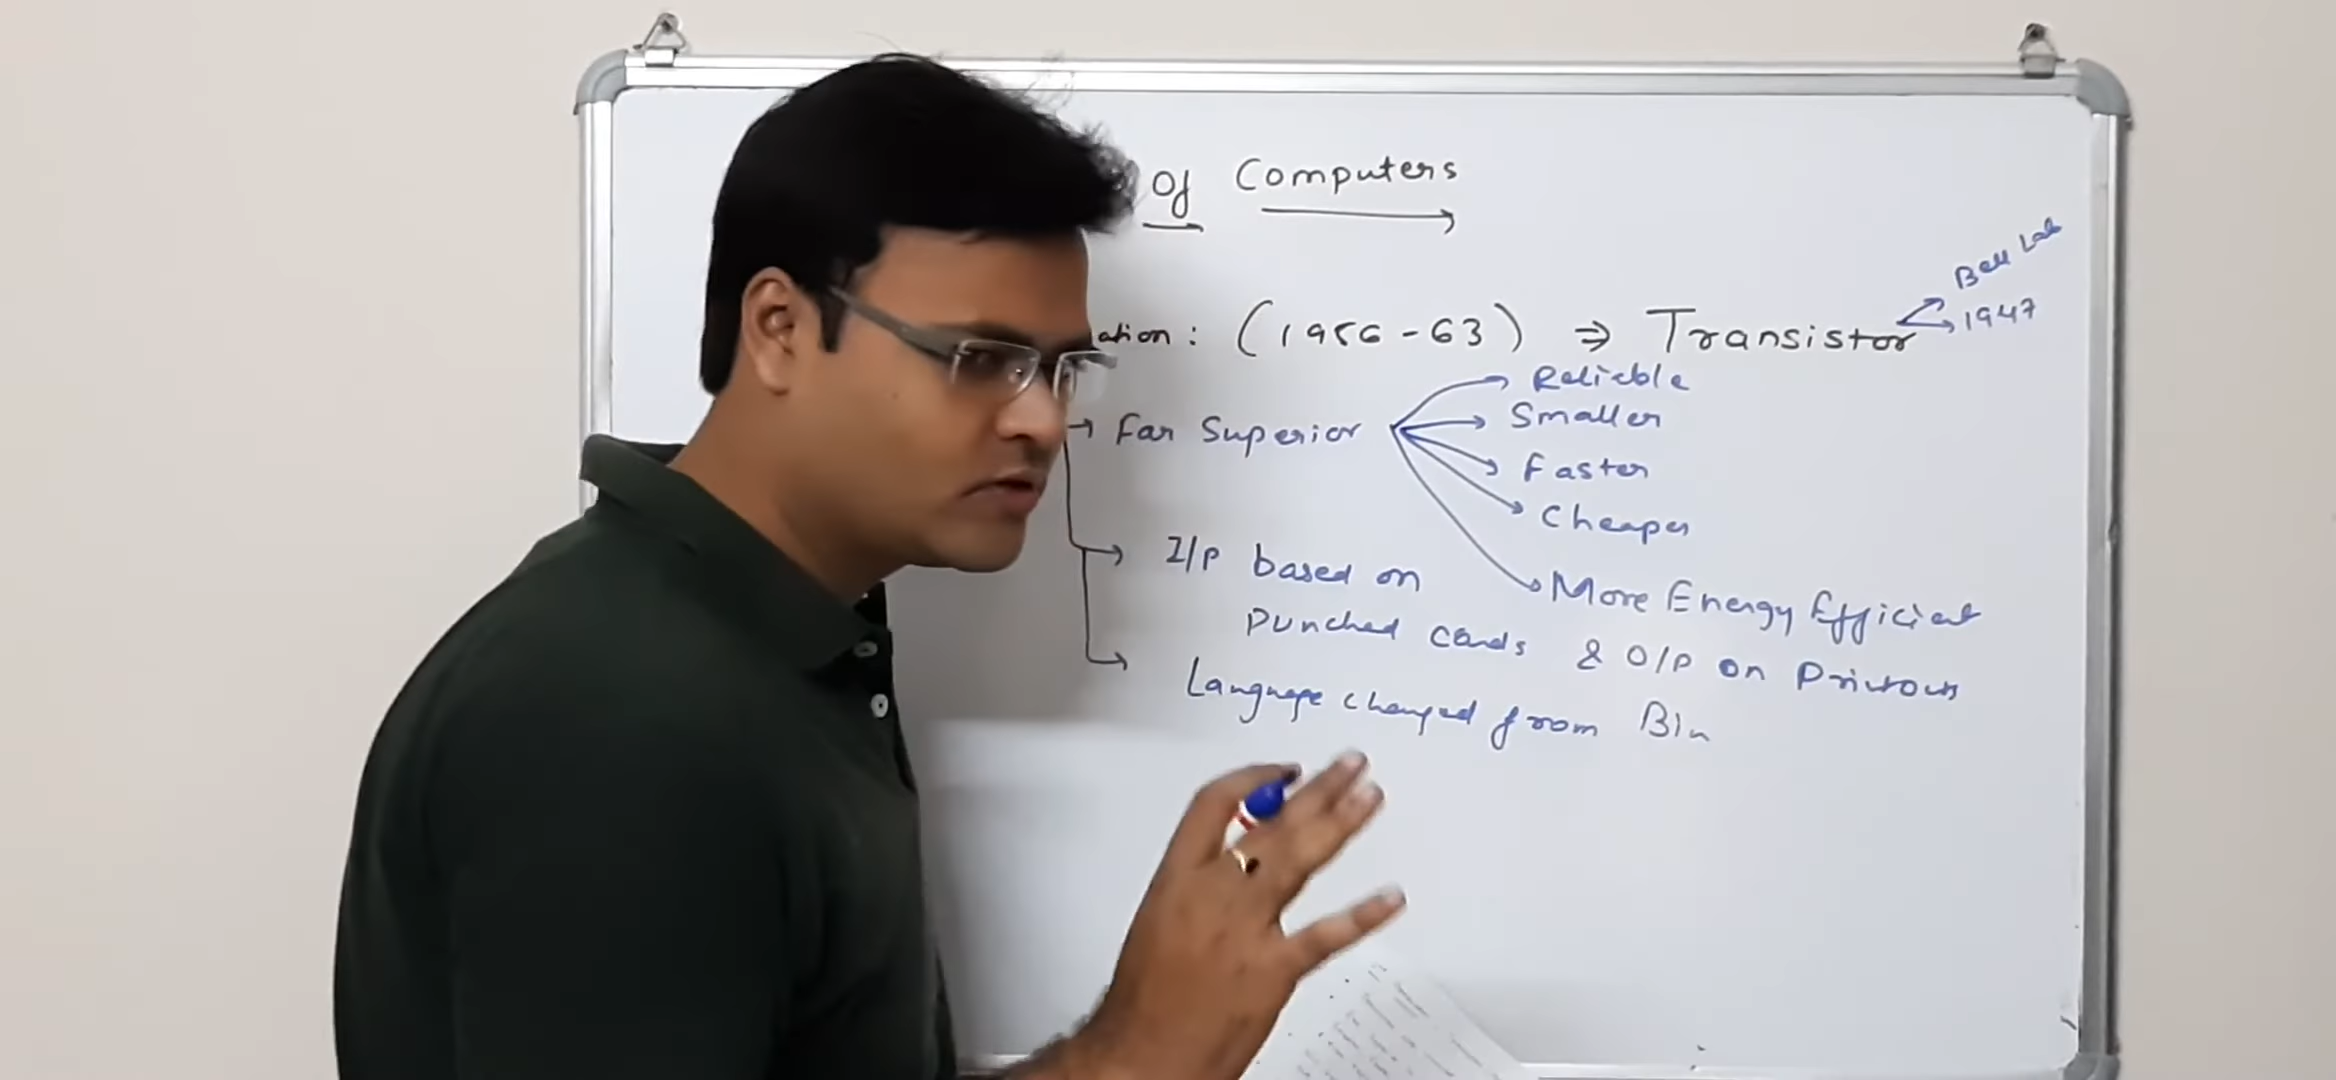 Of Computers
Bell Lab
ation: (1956-63) ⇒ Transistor
1947
Reliable
Far Superior
Smaller
Faster
Cheaper
I/P based on
More Energy Efficient
Punched cards & O/P on Printouts
Language changed from Bin